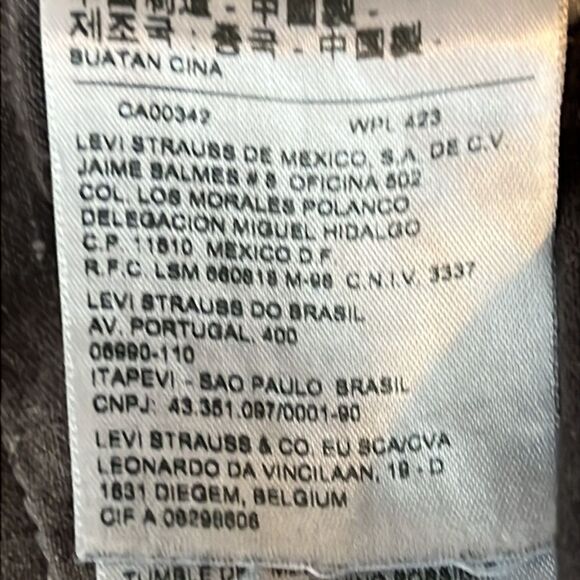 제조국 : 중국 - 中國製 -
BUATAN CINA
CA00342 WPL 423
LEVI STRAUSS DE MEXICO, S.A. DE C.V.
JAIME BALMES # 8 OFICINA 602
COL. LOS MORALES POLANCO
DELEGACION MIGUEL HIDALGO
C.P. 11510 MEXICO D.F.
R.F.C. LSM 660818 M-96 C.N.I.V. 3337
LEVI STRAUSS DO BRASIL
AV. PORTUGAL, 400
06690-110
ITAPEVI - SAO PAULO BRASIL
CNPJ: 43.351.097/0001-90
LEVI STRAUSS & CO. EU SCA/CVA
LEONARDO DA VINCILAAN, 19 - D
1831 DIEGEM, BELGIUM
CIF A 08298606